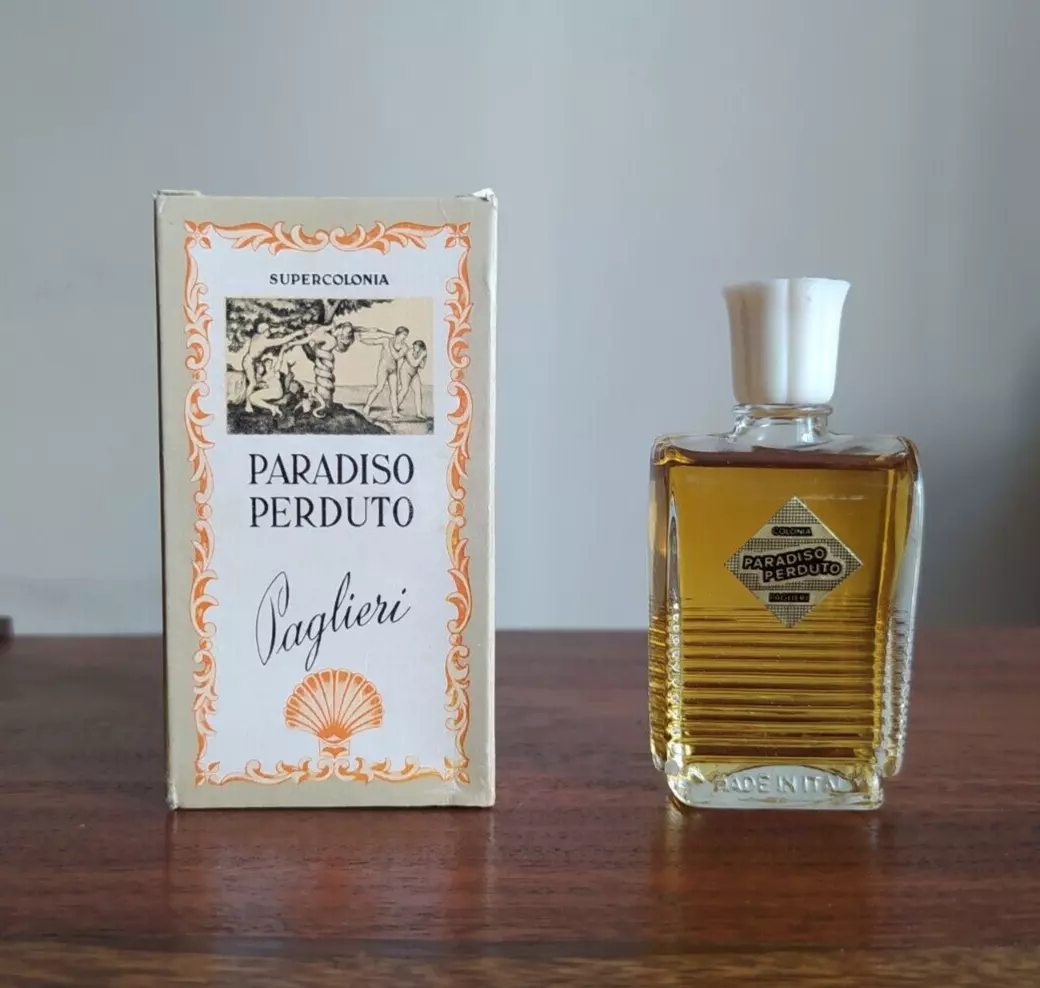 SUPERCOLONIA
PARADISO
PERDUTO
Paglieri
COLONIA
PARADISO
PERDUTO
PAGLIERI
MADE IN ITALY